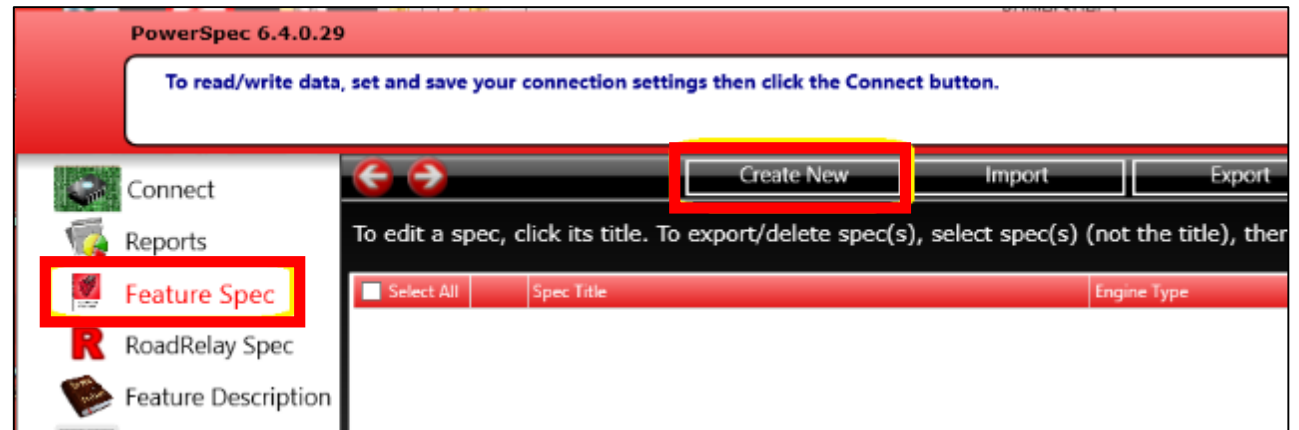 PowerSpec 6.4.0.29
To read/write data, set and save your connection settings then click the Connect button.
Connect
Reports
Feature Spec
RoadRelay Spec
Feature Description
Create New
Import
Export
To edit a spec, click its title. To export/delete spec(s), select spec(s) (not the title), ther
Select All
Spec Title
Engine Type